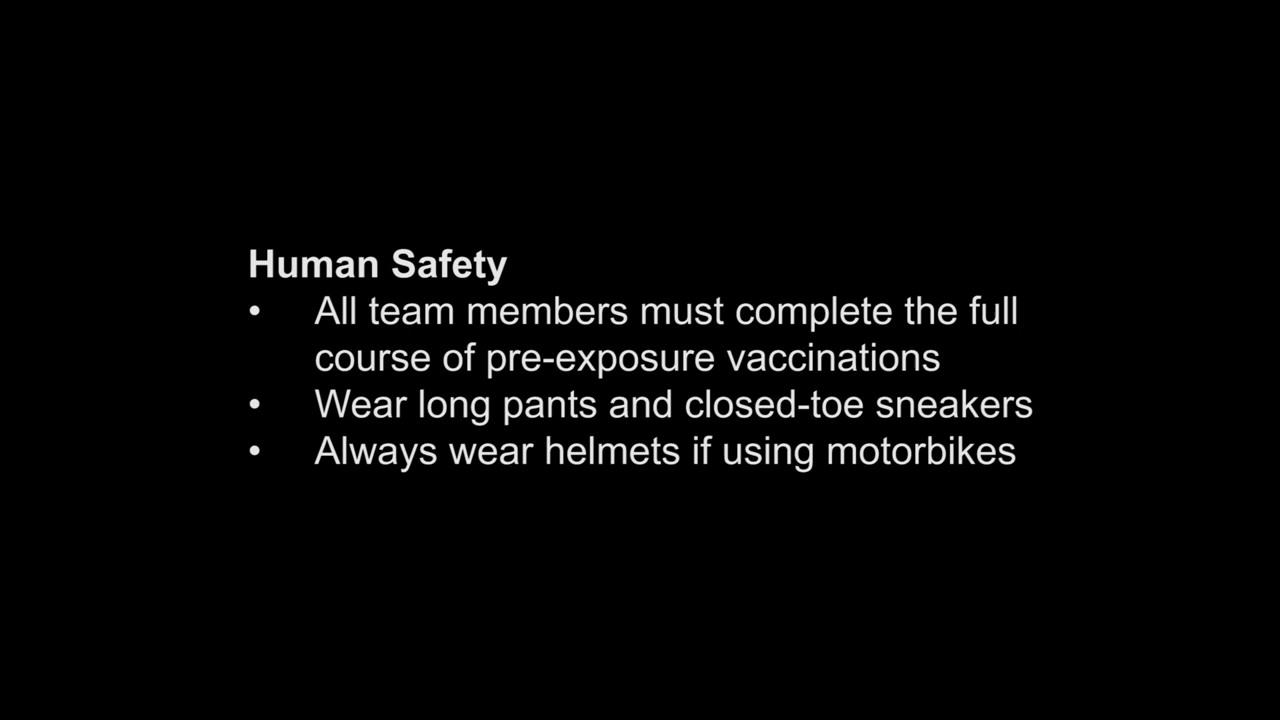 Human Safety
• All team members must complete the full
course of pre-exposure vaccinations
• Wear long pants and closed-toe sneakers
• Always wear helmets if using motorbikes